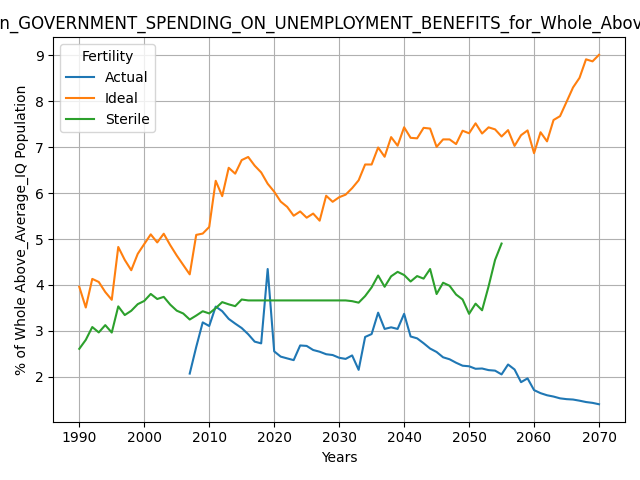 n_GOVERNMENT_SPENDING_ON_UNEMPLOYMENT_BENEFITS_for_Whole_Abov
Fertility
Actual
Ideal
Sterile
% of Whole Above_Average_IQ Population
9
8
7
6
5
4
3
2
1990 2000 2010 2020 2030 2040 2050 2060 2070
Years